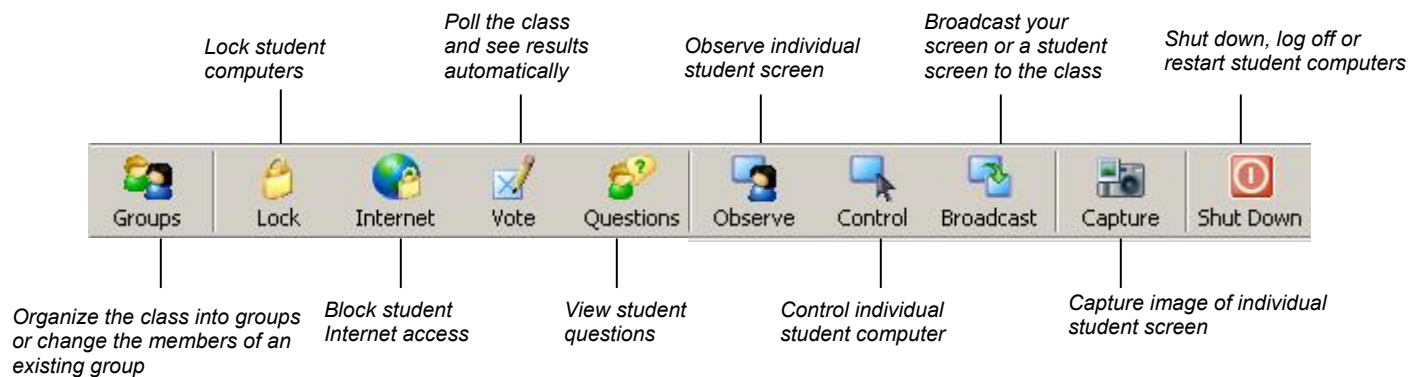 Lock student
computers
Poll the class
and see results
automatically
Observe individual
student screen
Broadcast your
screen or a student
screen to the class
Shut down, log off or
restart student computers
Groups
Lock
Internet
Vote
Questions
Observe
Control
Broadcast
Capture
Shut Down
Organize the class into groups
or change the members of an
existing group
Block student
Internet access
View student
questions
Control individual
student computer
Capture image of individual
student screen